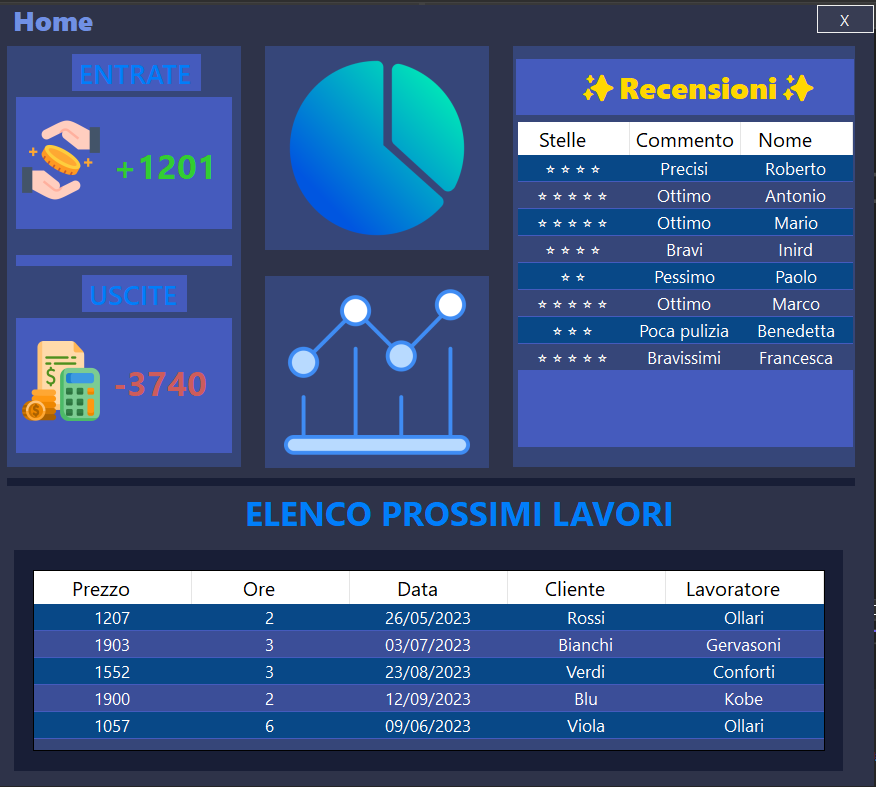 Home
X
ENTRATE
+1201
USCITE
$
$
-3740
✨ Recensioni ✨
Stelle Commento Nome
⭐⭐⭐⭐ Precisi Roberto
⭐⭐⭐⭐⭐ Ottimo Antonio
⭐⭐⭐⭐⭐ Ottimo Mario
⭐⭐⭐⭐ Bravi Inird
⭐⭐ Pessimo Paolo
⭐⭐⭐⭐⭐ Ottimo Marco
⭐⭐⭐ Poca pulizia Benedetta
⭐⭐⭐⭐⭐ Bravissimi Francesca
ELENCO PROSSIMI LAVORI
Prezzo Ore Data Cliente Lavoratore
1207 2 26/05/2023 Rossi Ollari
1903 3 03/07/2023 Bianchi Gervasoni
1552 3 23/08/2023 Verdi Conforti
1900 2 12/09/2023 Blu Kobe
1057 6 09/06/2023 Viola Ollari